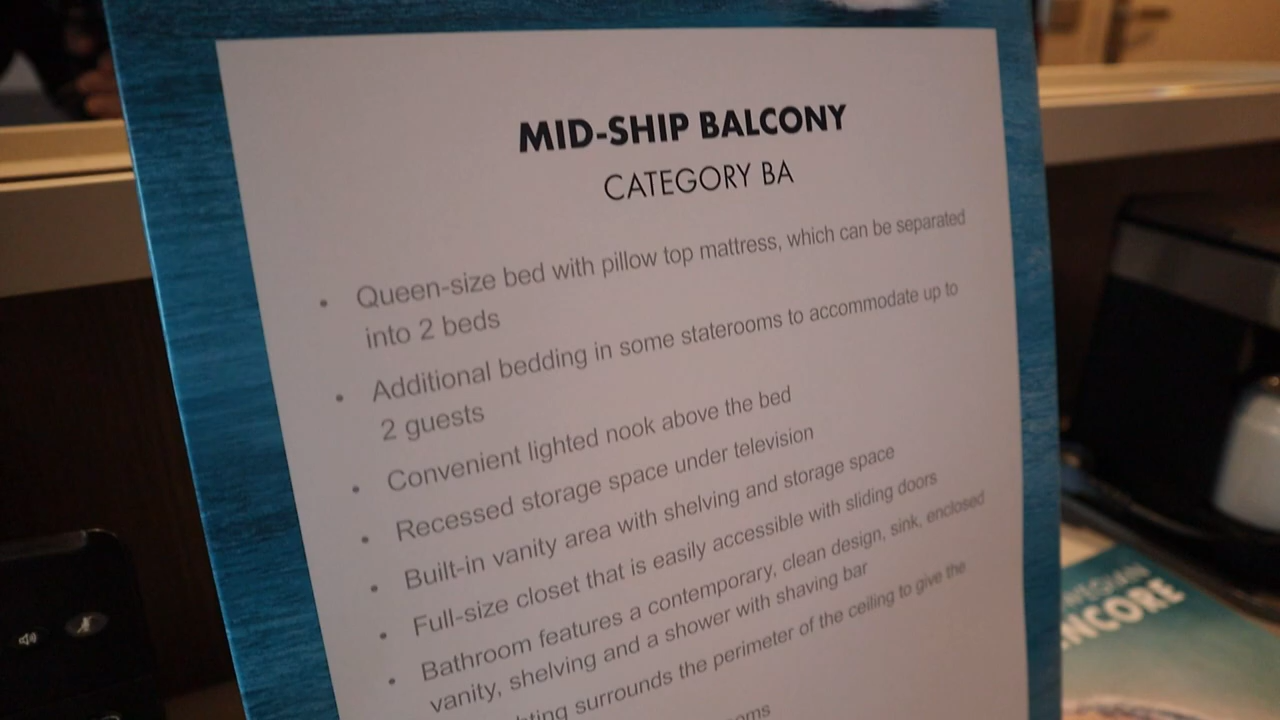 MID-SHIP BALCONY
CATEGORY BA
• Queen-size bed with pillow top mattress, which can be separated
into 2 beds
• Additional bedding in some staterooms to accommodate up to
2 guests
• Convenient lighted nook above the bed
• Recessed storage space under television
• Built-in vanity area with shelving and storage space
• Full-size closet that is easily accessible with sliding doors
• Bathroom features a contemporary, clean design, sink, enclosed
vanity, shelving and a shower with shaving bar
surrounds the perimeter of the ceiling to give the